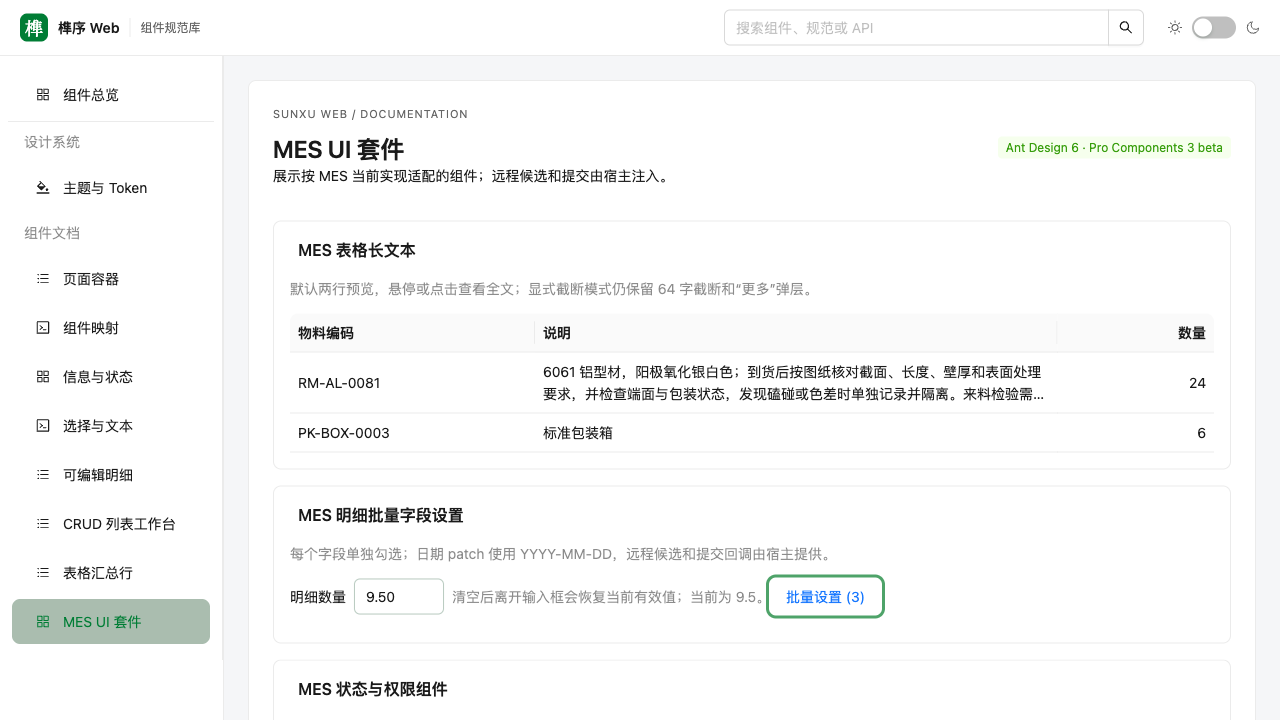 榫
榫序 Web
组件规范库
搜索组件、规范或 API
组件总览
设计系统
主题与 Token
组件文档
页面容器
组件映射
信息与状态
选择与文本
可编辑明细
CRUD 列表工作台
表格汇总行
MES UI 套件
SUNXU WEB / DOCUMENTATION
MES UI 套件
Ant Design 6 · Pro Components 3 beta
展示按 MES 当前实现适配的组件；远程候选和提交由宿主注入。
MES 表格长文本
默认两行预览，悬停或点击查看全文；显式截断模式仍保留 64 字截断和“更多”弹层。
物料编码 说明 数量
RM-AL-0081
6061 铝型材，阳极氧化银白色；到货后按图纸核对截面、长度、壁厚和表面处理
要求，并检查端面与包装状态，发现磕碰或色差时单独记录并隔离。来料检验需...
24
PK-BOX-0003 标准包装箱 6
MES 明细批量字段设置
每个字段单独勾选；日期 patch 使用 YYYY-MM-DD，远程候选和提交回调由宿主提供。
明细数量 9.50 清空后离开输入框会恢复当前有效值；当前为 9.5。 批量设置 (3)
MES 状态与权限组件